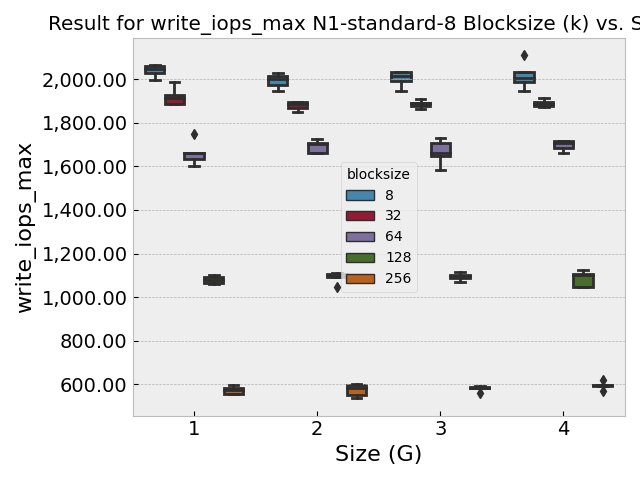 Result for write_iops_max N1-standard-8 Blocksize (k) vs. S
2,000.00
1,800.00
1,600.00
1,400.00
1,200.00
1,000.00
800.00
600.00
write_iops_max
blocksize
8
32
64
128
256
1 2 3 4
Size (G)